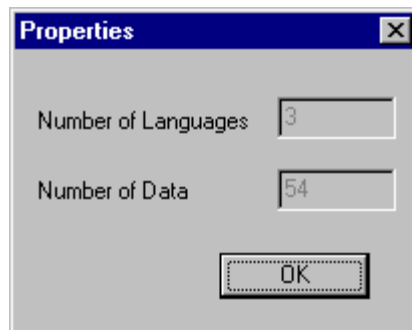 Properties
Number of Languages 3
Number of Data 54
OK